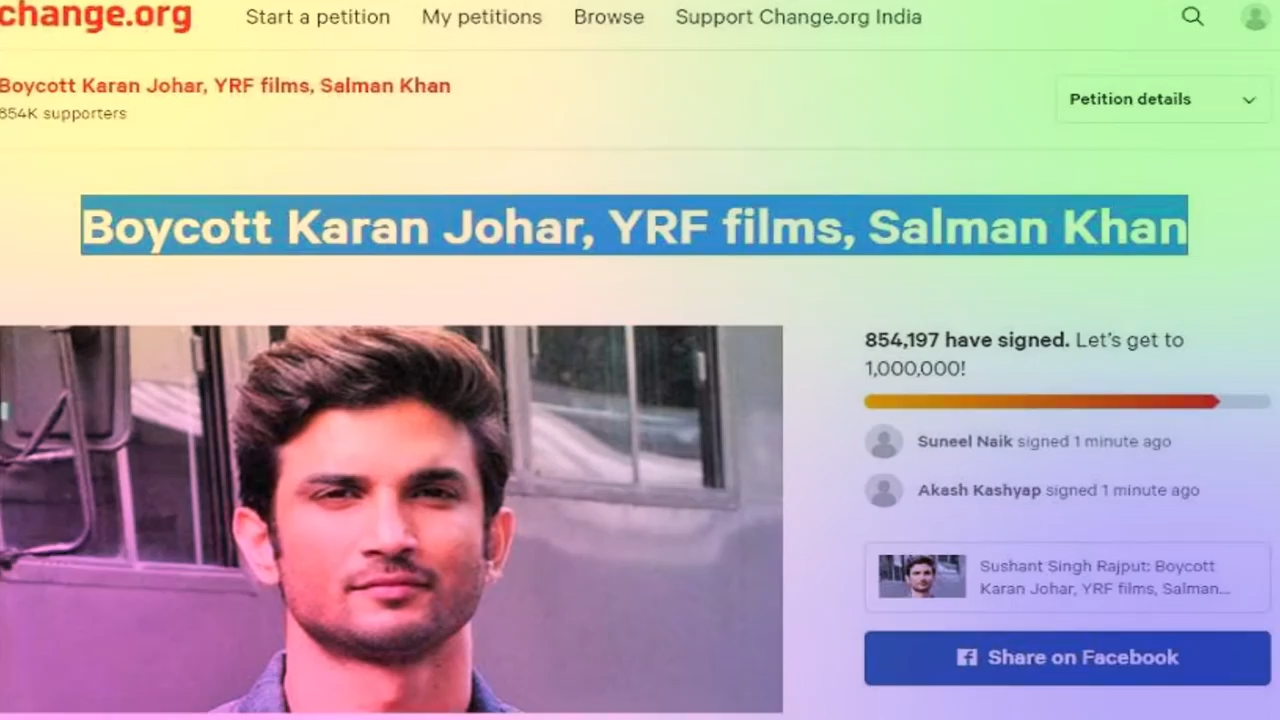 change.org Start a petition My petitions Browse Support Change.org India
Boycott Karan Johar, YRF films, Salman Khan
854K supporters
Petition details
Boycott Karan Johar, YRF films, Salman Khan
854,197 have signed. Let's get to
1,000,000!
Suneel Naik signed 1 minute ago
Akash Kashyap signed 1 minute ago
Sushant Singh Rajput: Boycott
Karan Johar, YRF films, Salman...
Share on Facebook